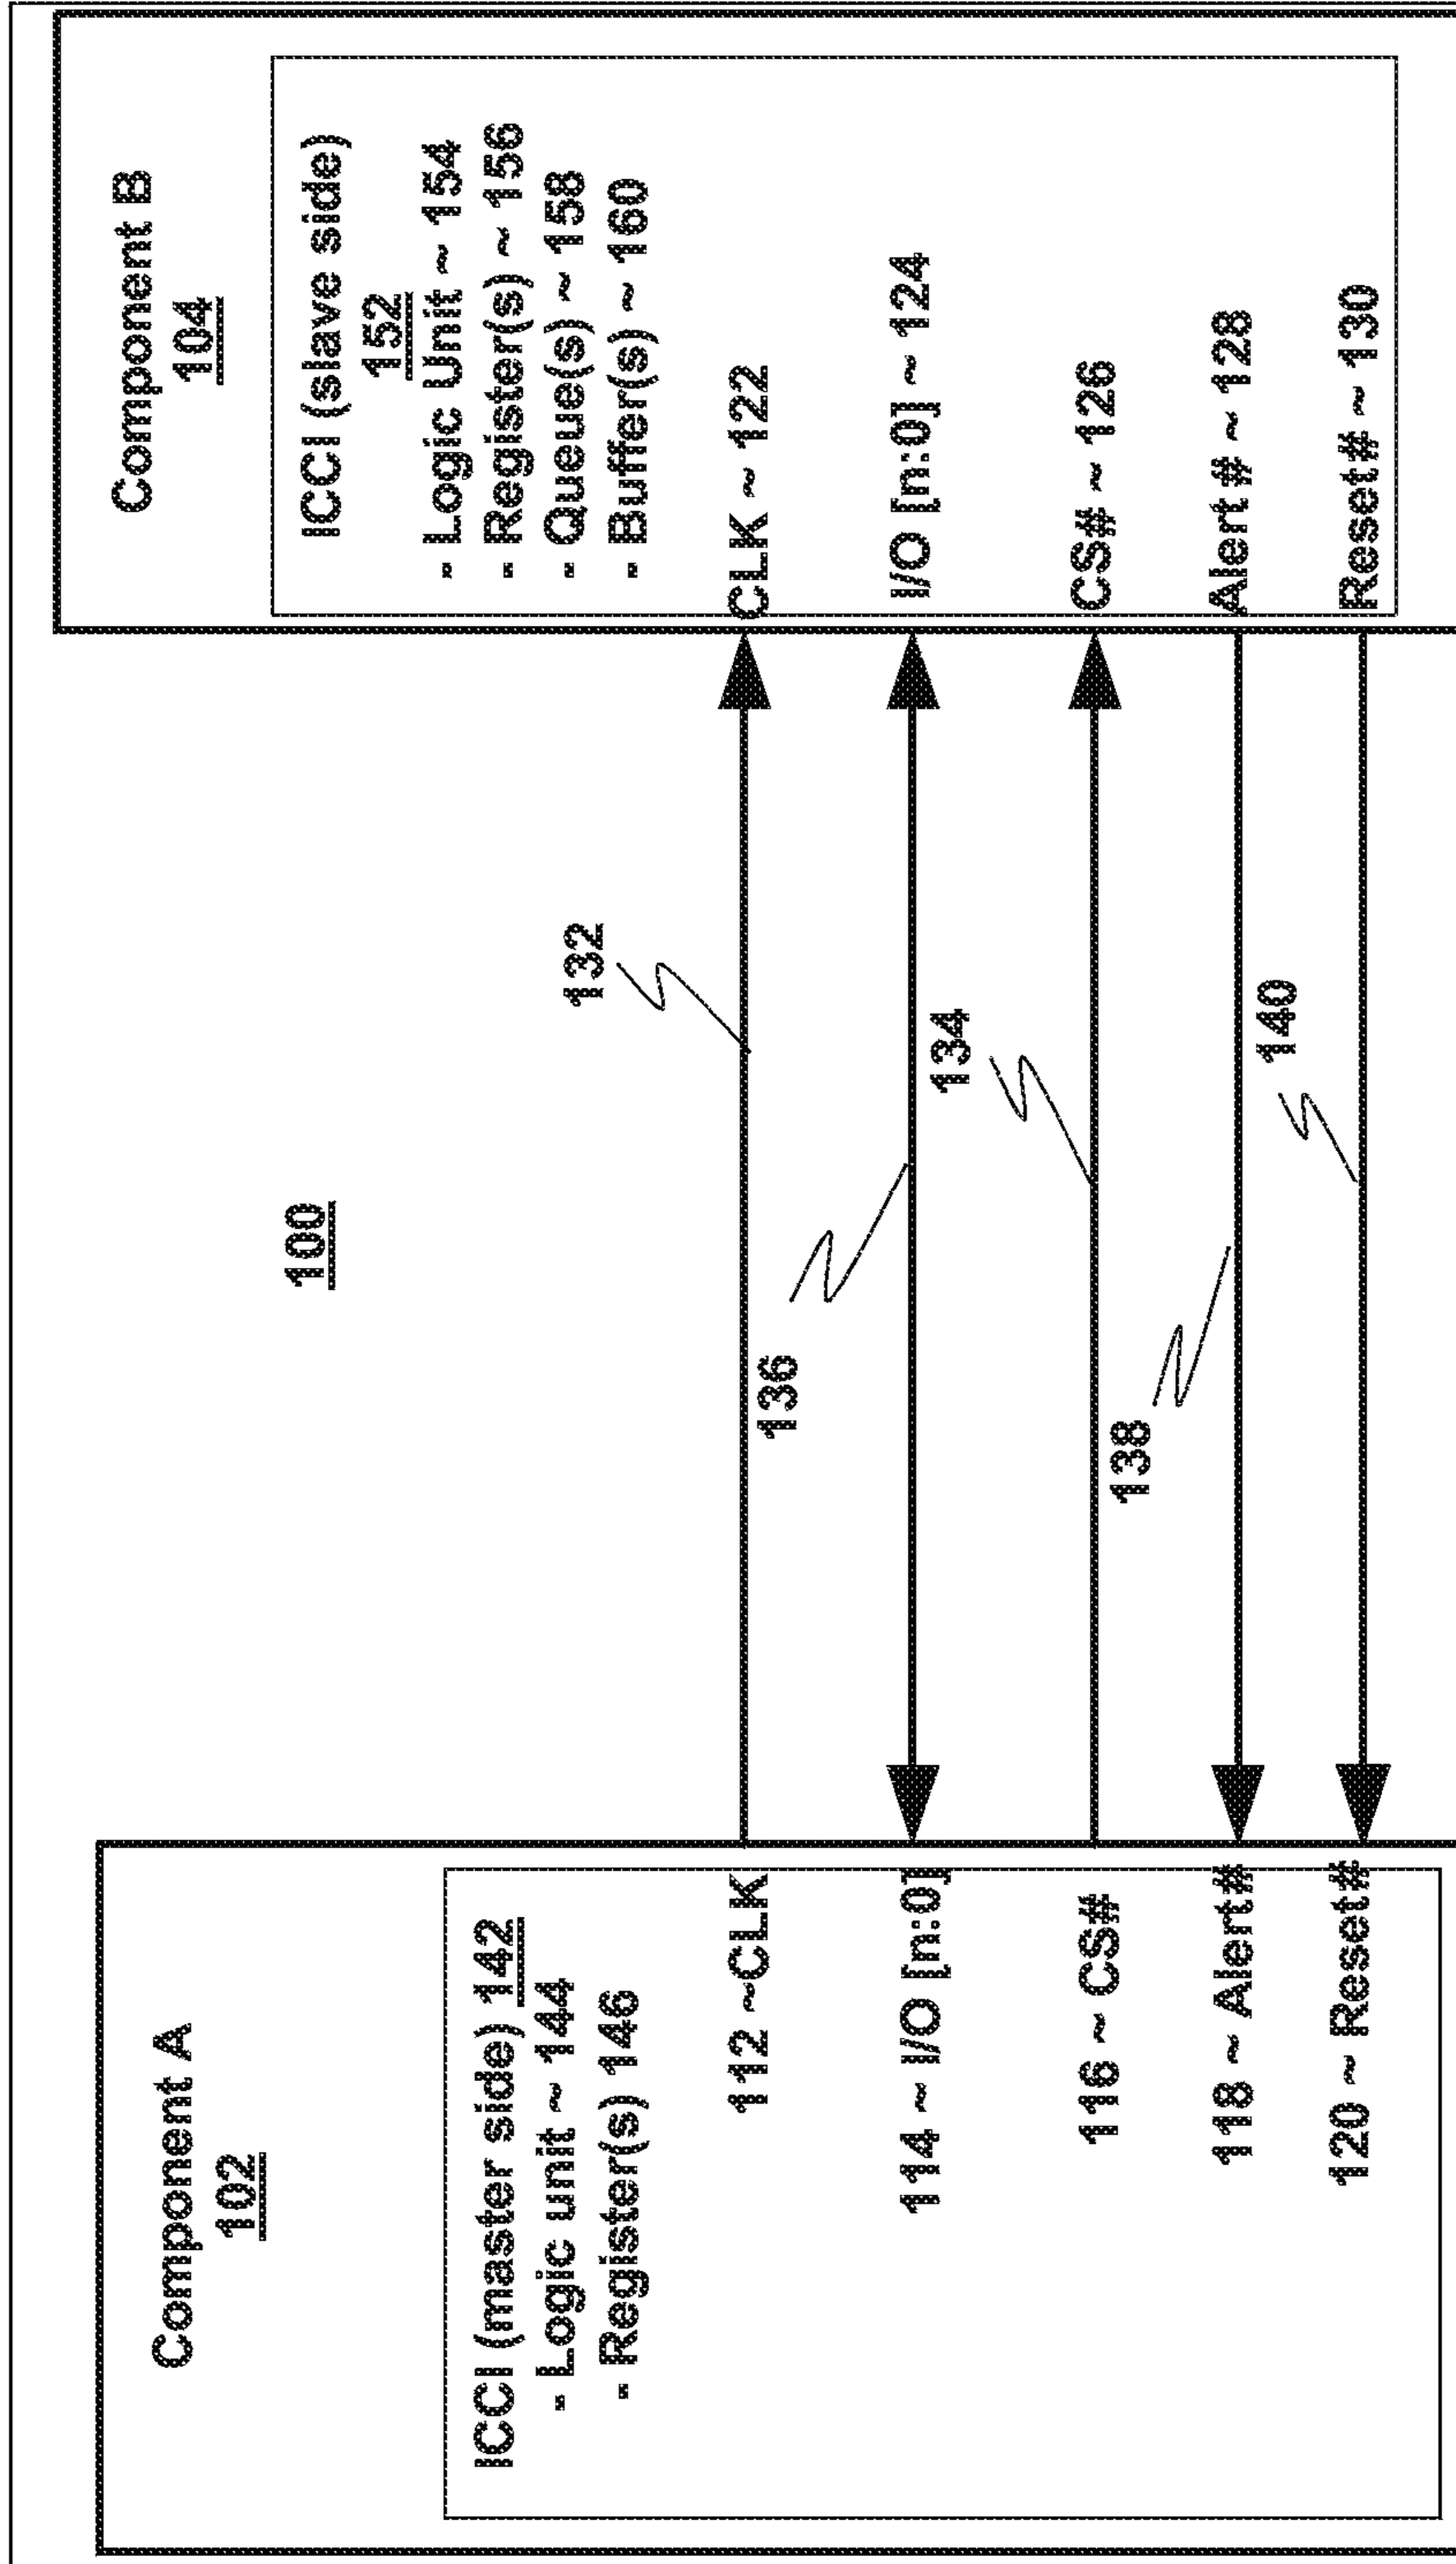 Component A
102
ICCI (master side) 142
- Logic unit ~ 144
- Register(s) 146
112 ~CLK
114 ~ I/O [n:0]
116 ~ CS#
118 ~ Alert#
120 ~ Reset#
100
132
136
134
138
140
Component B
104
ICCI (slave side)
152
- Logic Unit ~ 154
- Register(s) ~ 156
- Queue(s) ~ 158
- Buffer(s) ~ 160
CLK ~ 122
I/O [n:0] ~ 124
CS# ~ 126
Alert # ~ 128
Reset# ~ 130